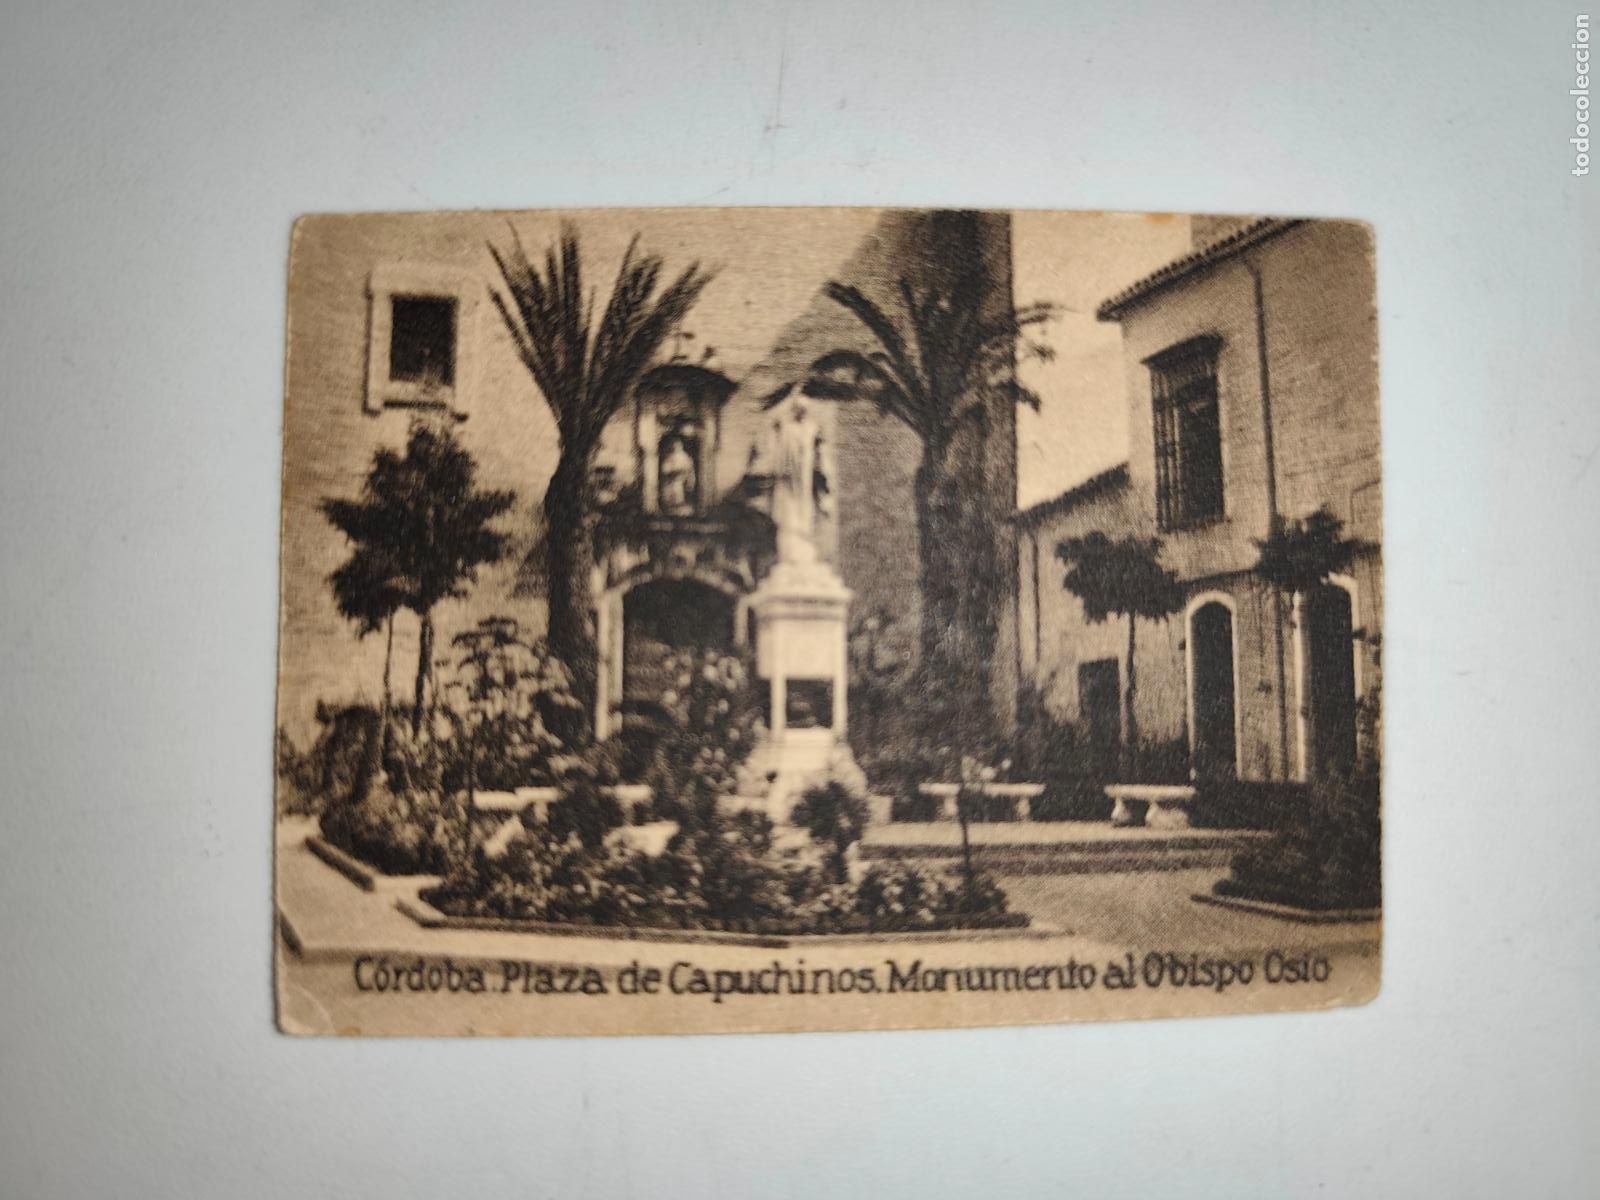 todocoleccion
Córdoba. Plaza de Capuchinos. Monumento al Obispo Osio